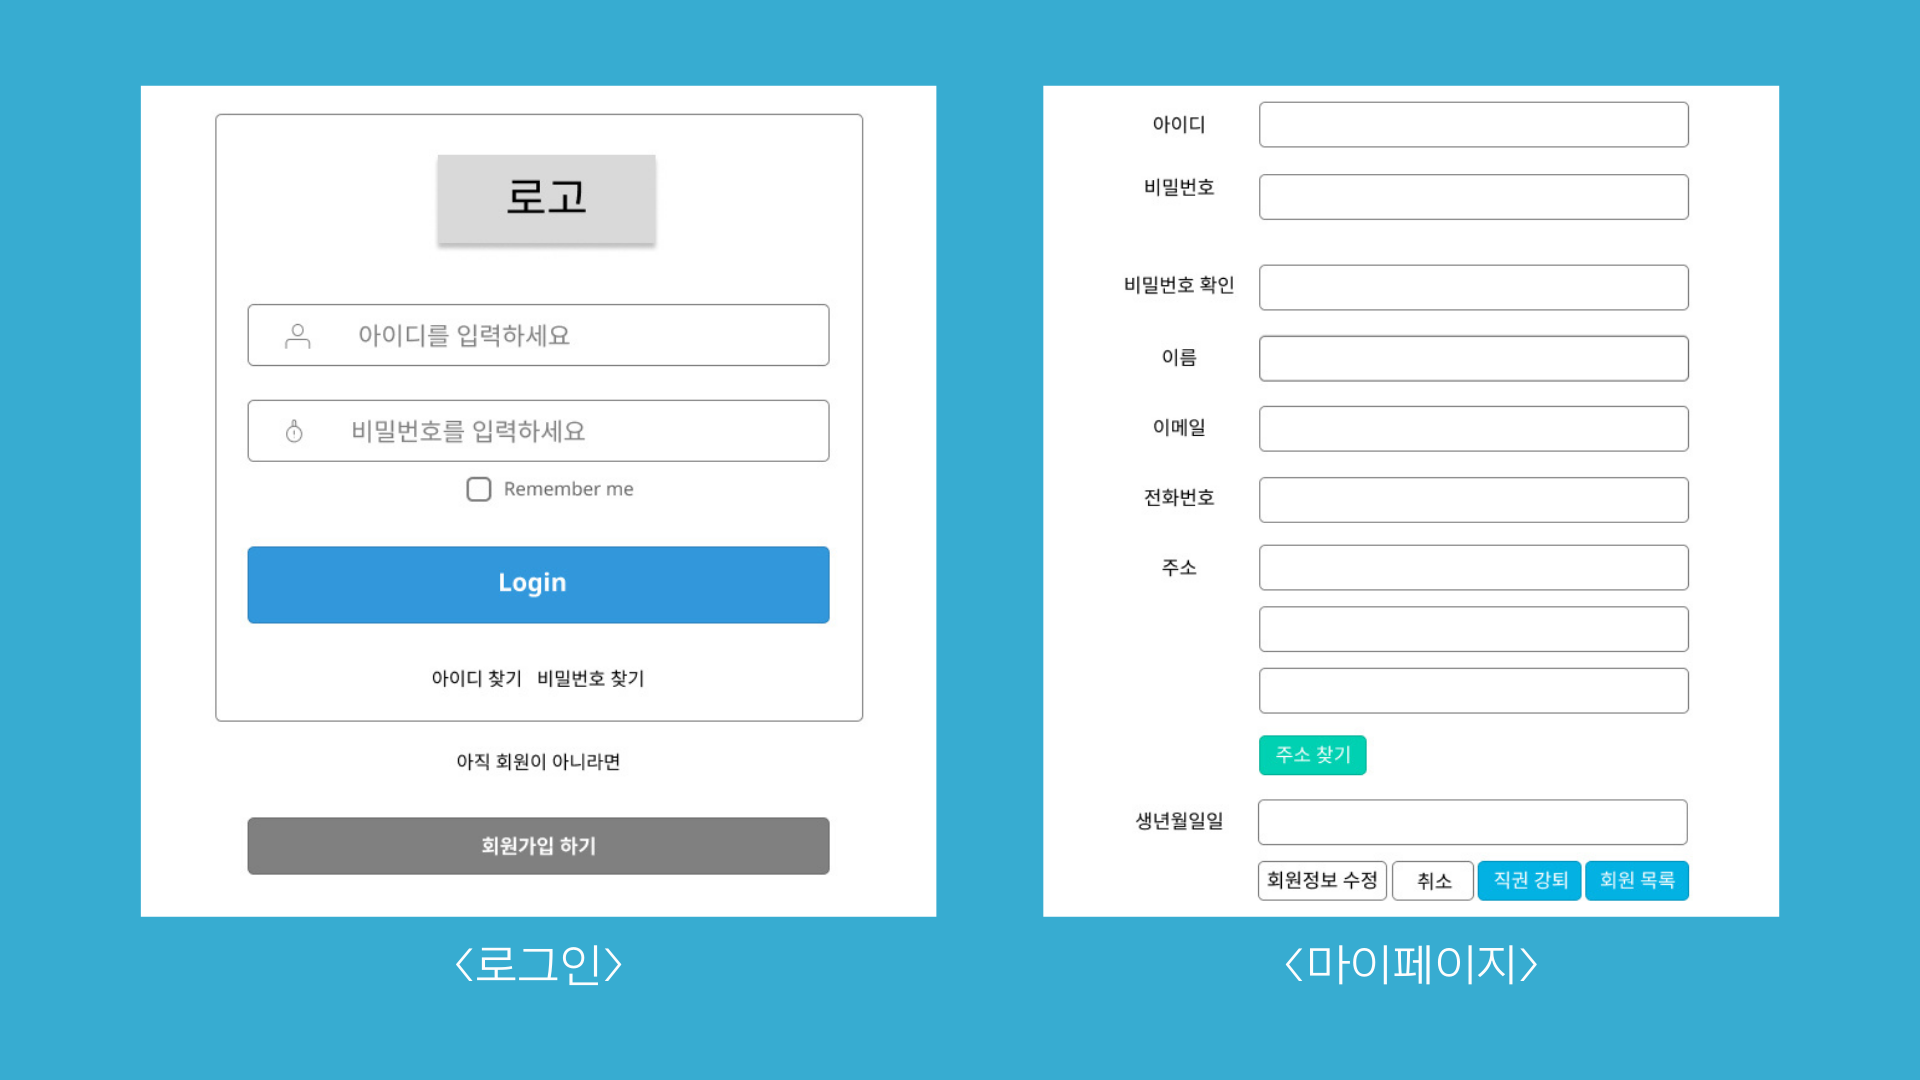 로고
아이디를 입력하세요
비밀번호를 입력하세요
Remember me
Login
아이디 찾기 비밀번호 찾기
아직 회원이 아니라면
회원가입 하기
<로그인>
아이디
비밀번호
비밀번호 확인
이름
이메일
전화번호
주소
주소 찾기
생년월일일
회원정보 수정 취소 직권 강퇴 회원 목록
<마이페이지>